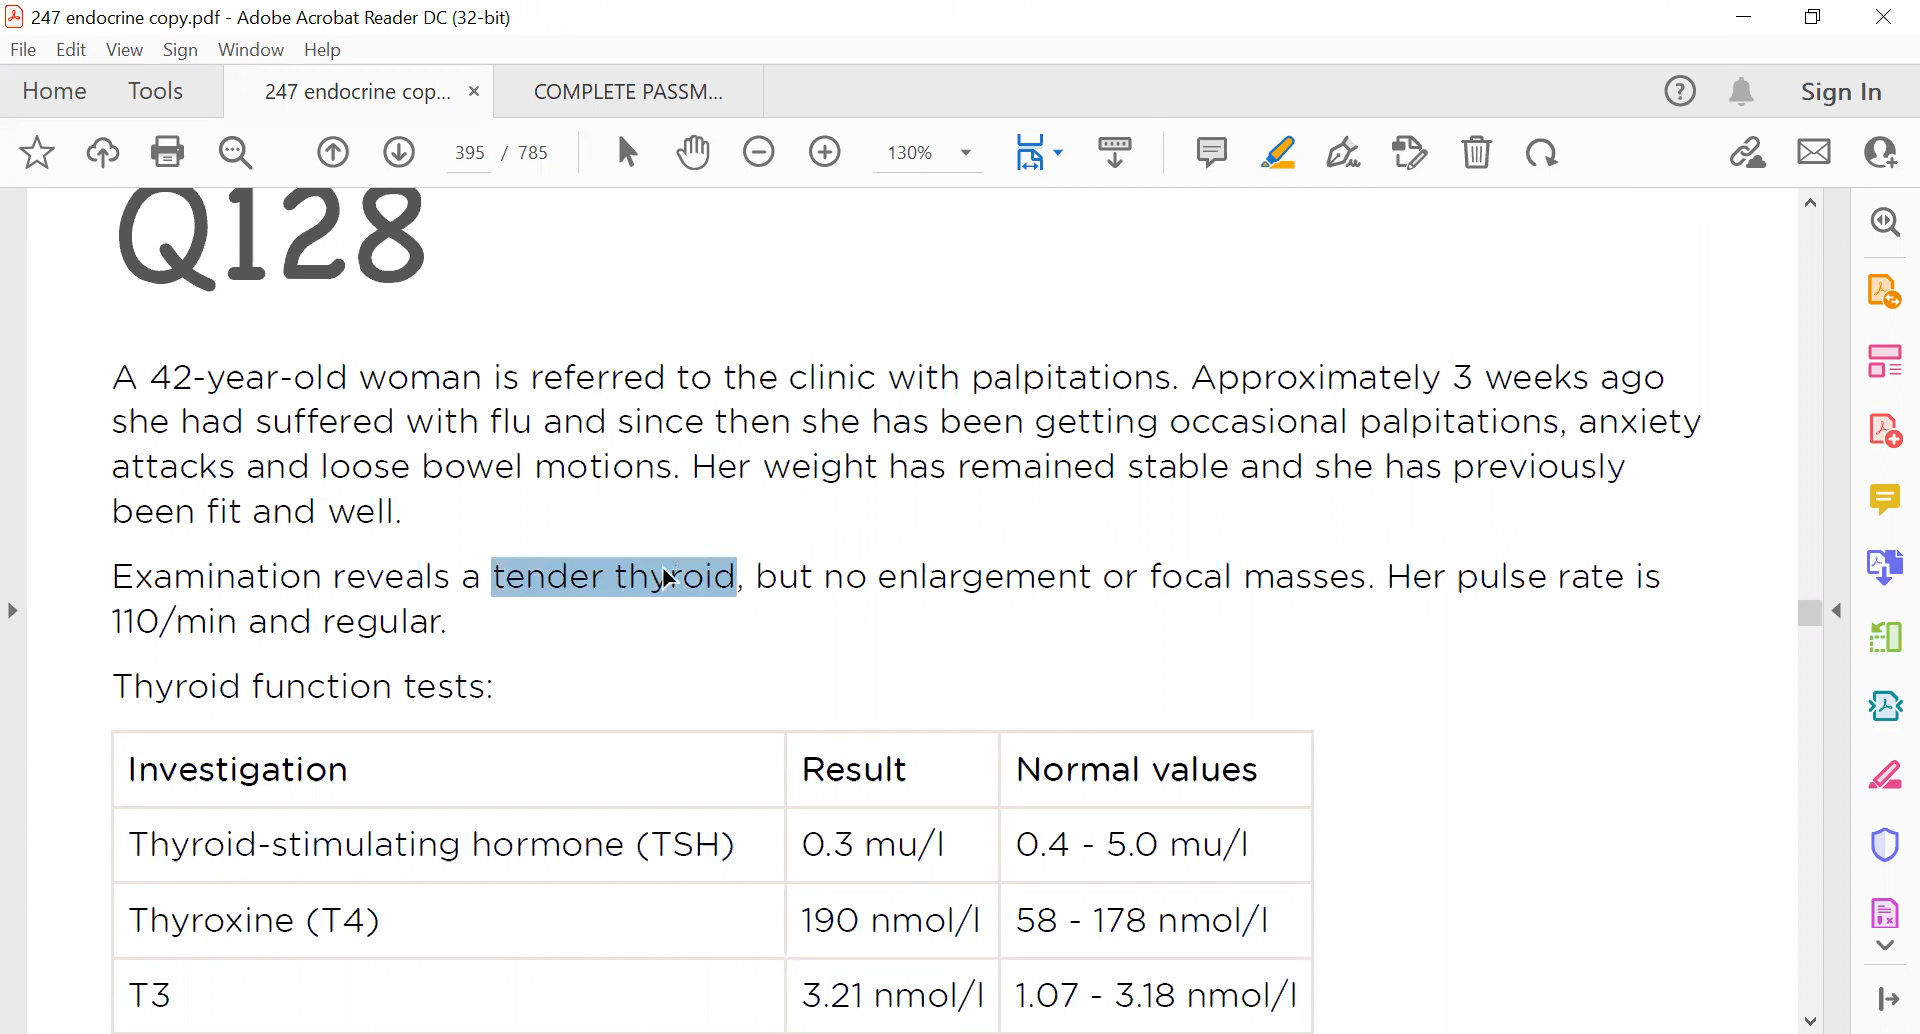 247 endocrine copy.pdf - Adobe Acrobat Reader DC (32-bit)
File Edit View Sign Window Help
Home Tools 247 endocrine cop... × COMPLETE PASSM... Sign In
395 / 785 130%
Q128
A 42-year-old woman is referred to the clinic with palpitations. Approximately 3 weeks ago
she had suffered with flu and since then she has been getting occasional palpitations, anxiety
attacks and loose bowel motions. Her weight has remained stable and she has previously
been fit and well.
Examination reveals a tender thyroid, but no enlargement or focal masses. Her pulse rate is
110/min and regular.
Thyroid function tests:
Investigation Result Normal values
Thyroid-stimulating hormone (TSH) 0.3 mu/l 0.4 - 5.0 mu/l
Thyroxine (T4) 190 nmol/l 58 - 178 nmol/l
T3 3.21 nmol/l 1.07 - 3.18 nmol/l